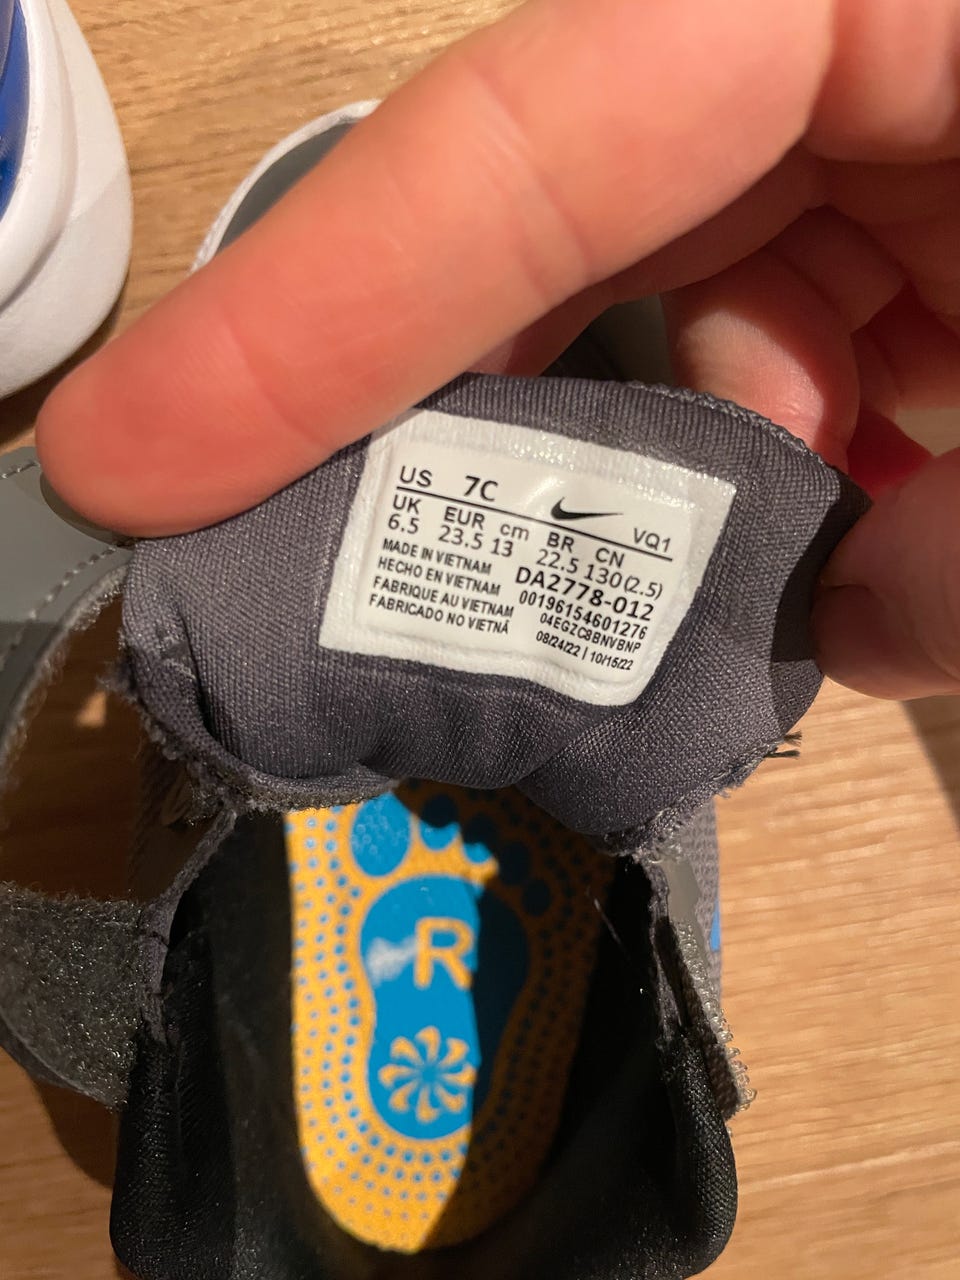 US 7C
UK EUR cm BR CN VQ1
6.5 23.5 13 22.5 130(2.5)
MADE IN VIETNAM
HECHO EN VIETNAM
FABRIQUE AU VIETNAM
FABRICADO NO VIETNÃ
DA2778-012
00196154601276
04EGZC8BNVBNP
08/24/22 | 10/15/22
R